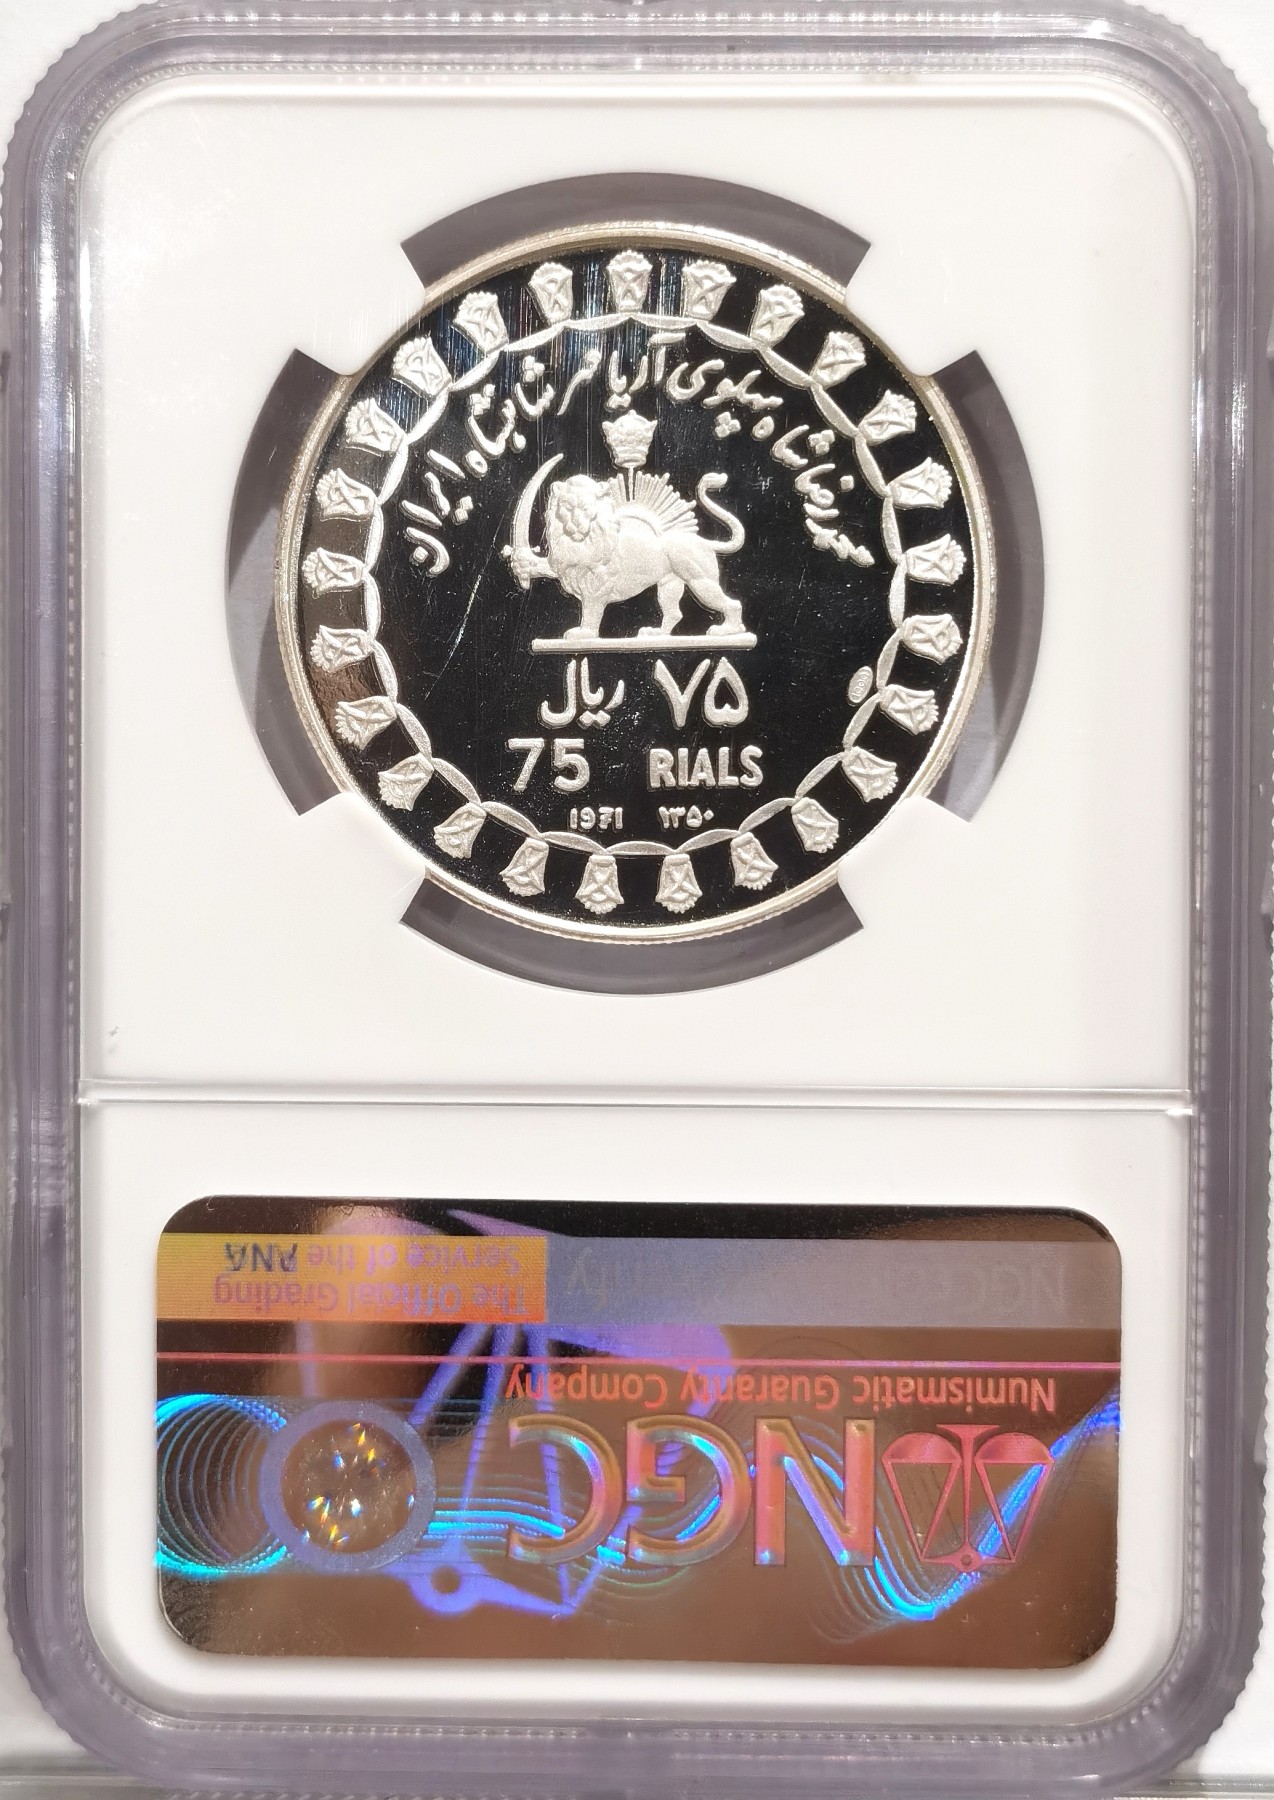 محمدرضا شاه پهلوی آریامهر شاهنشاه ایران
۷۵ ریال
75 RIALS
1971 ۱۳۵۰
1000
NGC
Numismatic Guaranty Company
The Official Grading
Service of the ANA